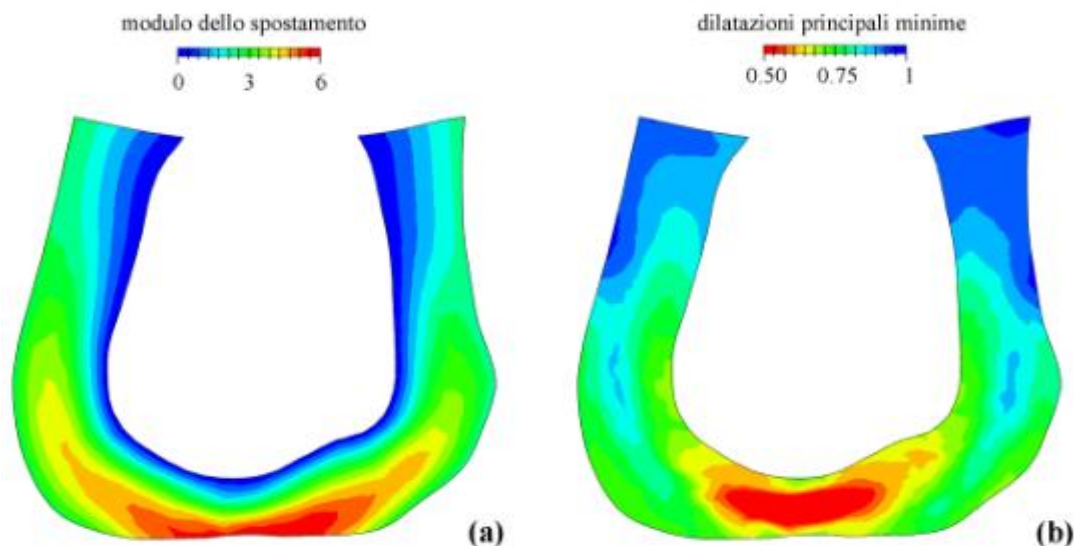 modulo dello spostamento
0 3 6
dilatazioni principali minime
0.50 0.75 1
(a)
(b)